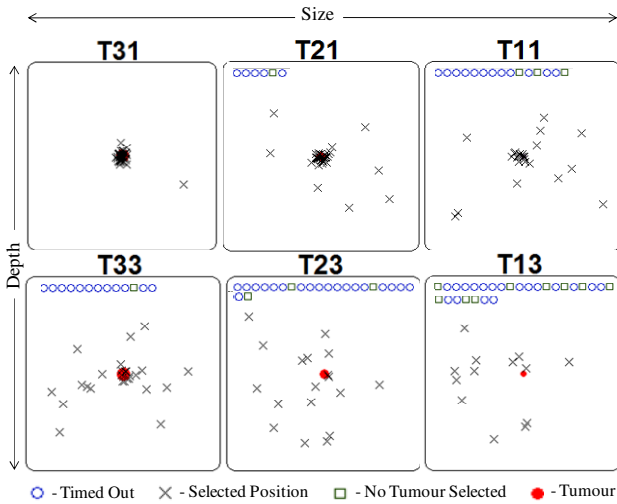 Size
T31 T21 T11
Depth
T33 T23 T13
- Timed Out - Selected Position - No Tumour Selected - Tumour